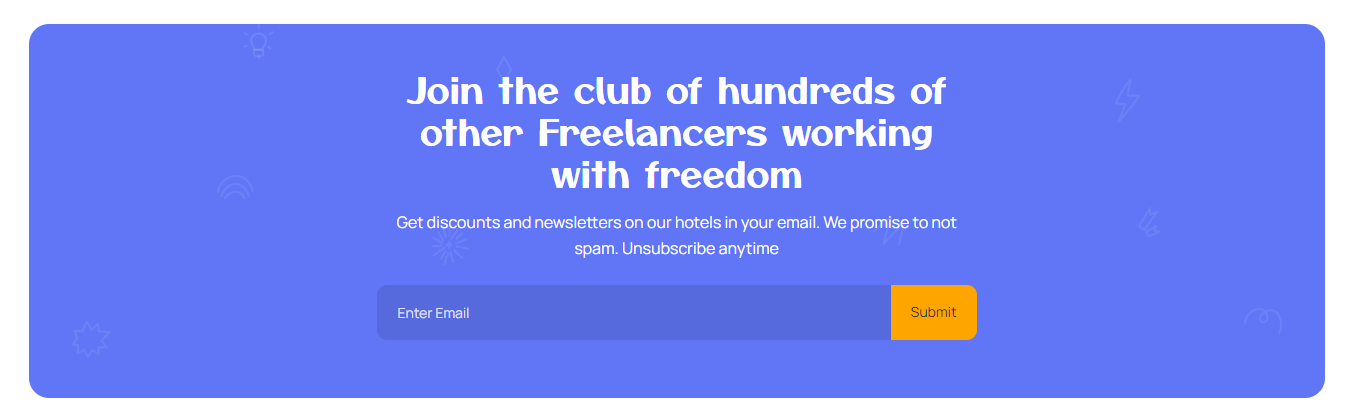 Join the club of hundreds of
other Freelancers working
with freedom
Get discounts and newsletters on our hotels in your email. We promise to not
spam. Unsubscribe anytime
Enter Email
Submit